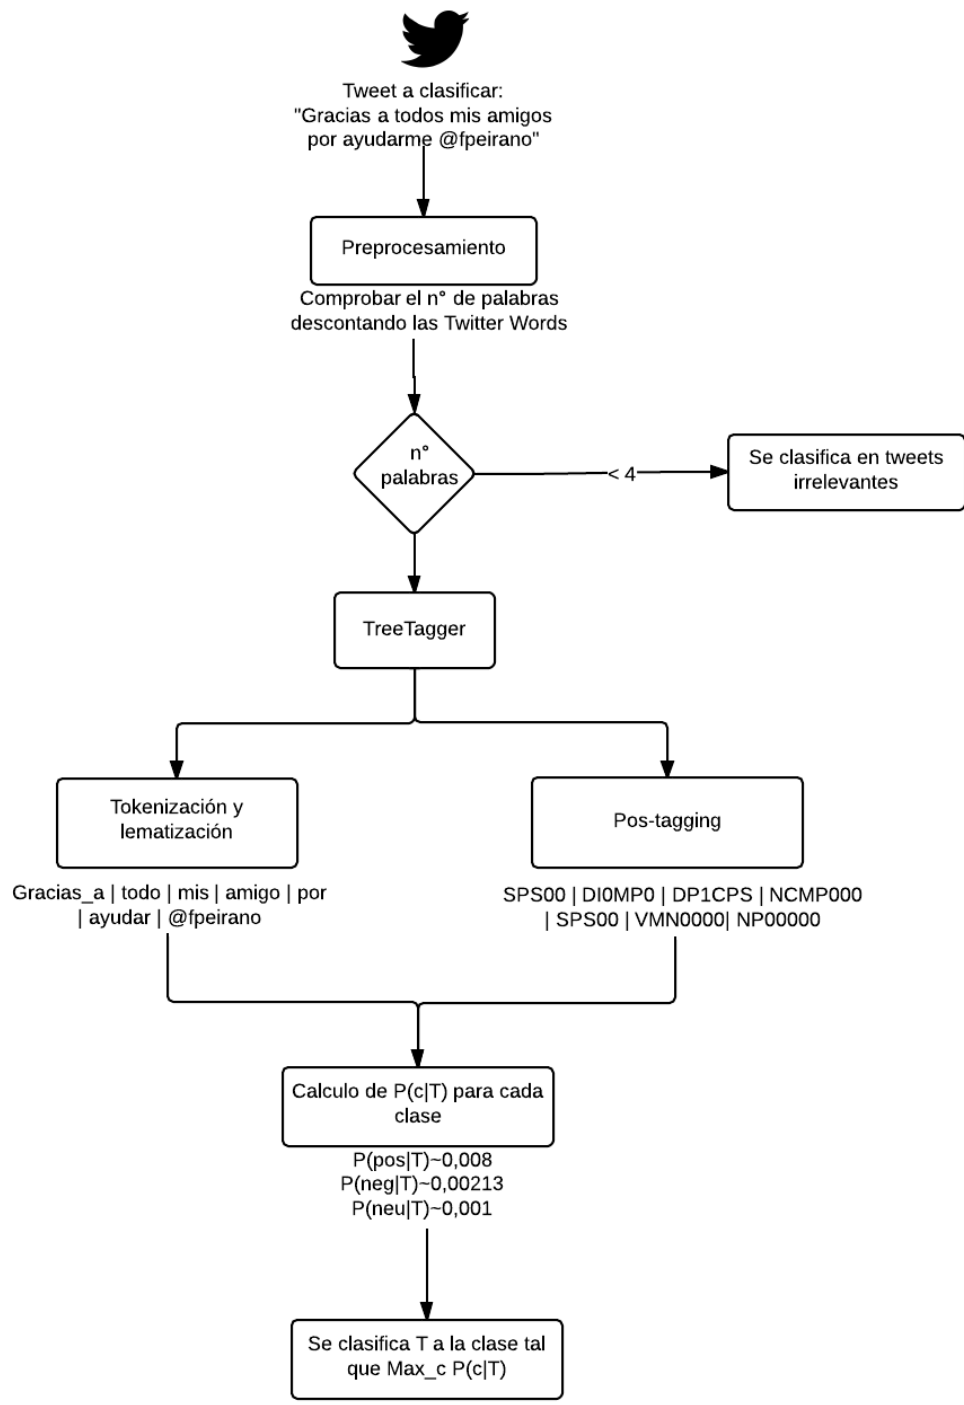 Tweet a clasificar:
"Gracias a todos mis amigos
por ayudarme @fpeirano"
Preprocesamiento
Comprobar el n° de palabras
descontando las Twitter Words
n°
palabras
< 4
Se clasifica en tweets
irrelevantes
TreeTagger
Tokenización y
lematización
Pos-tagging
Gracias_a | todo | mis | amigo | por
| ayudar | @fpeirano
SPS00 | DI0MP0 | DP1CPS | NCMP000
| SPS00 | VMN0000| NP00000
Calculo de P(c|T) para cada
clase
P(pos|T)~0,008
P(neg|T)~0,00213
P(neu|T)~0,001
Se clasifica T a la clase tal
que Max_c P(c|T)